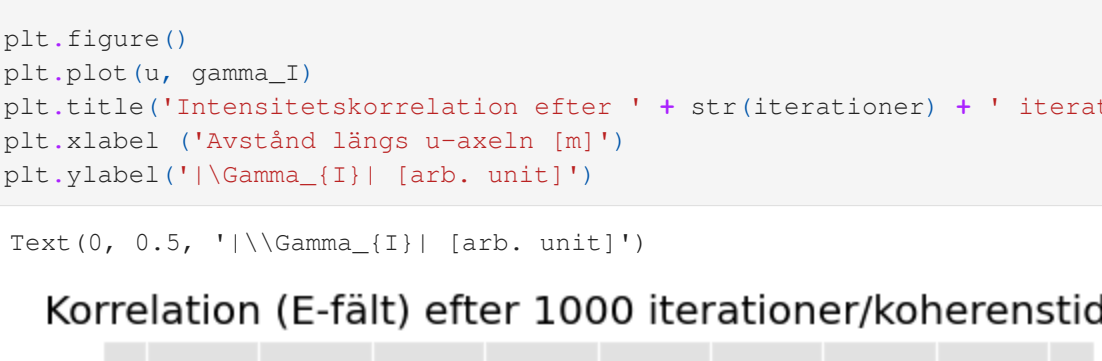 plt.figure()
plt.plot(u, gamma_I)
plt.title('Intensitetskorrelation efter ' + str(iterationer) + ' iterat
plt.xlabel ('Avstånd längs u-axeln [m]')
plt.ylabel('|\Gamma_{I}| [arb. unit]')
Text(0, 0.5, '|\\Gamma_{I}| [arb. unit]')
Korrelation (E-fält) efter 1000 iterationer/koherenstid